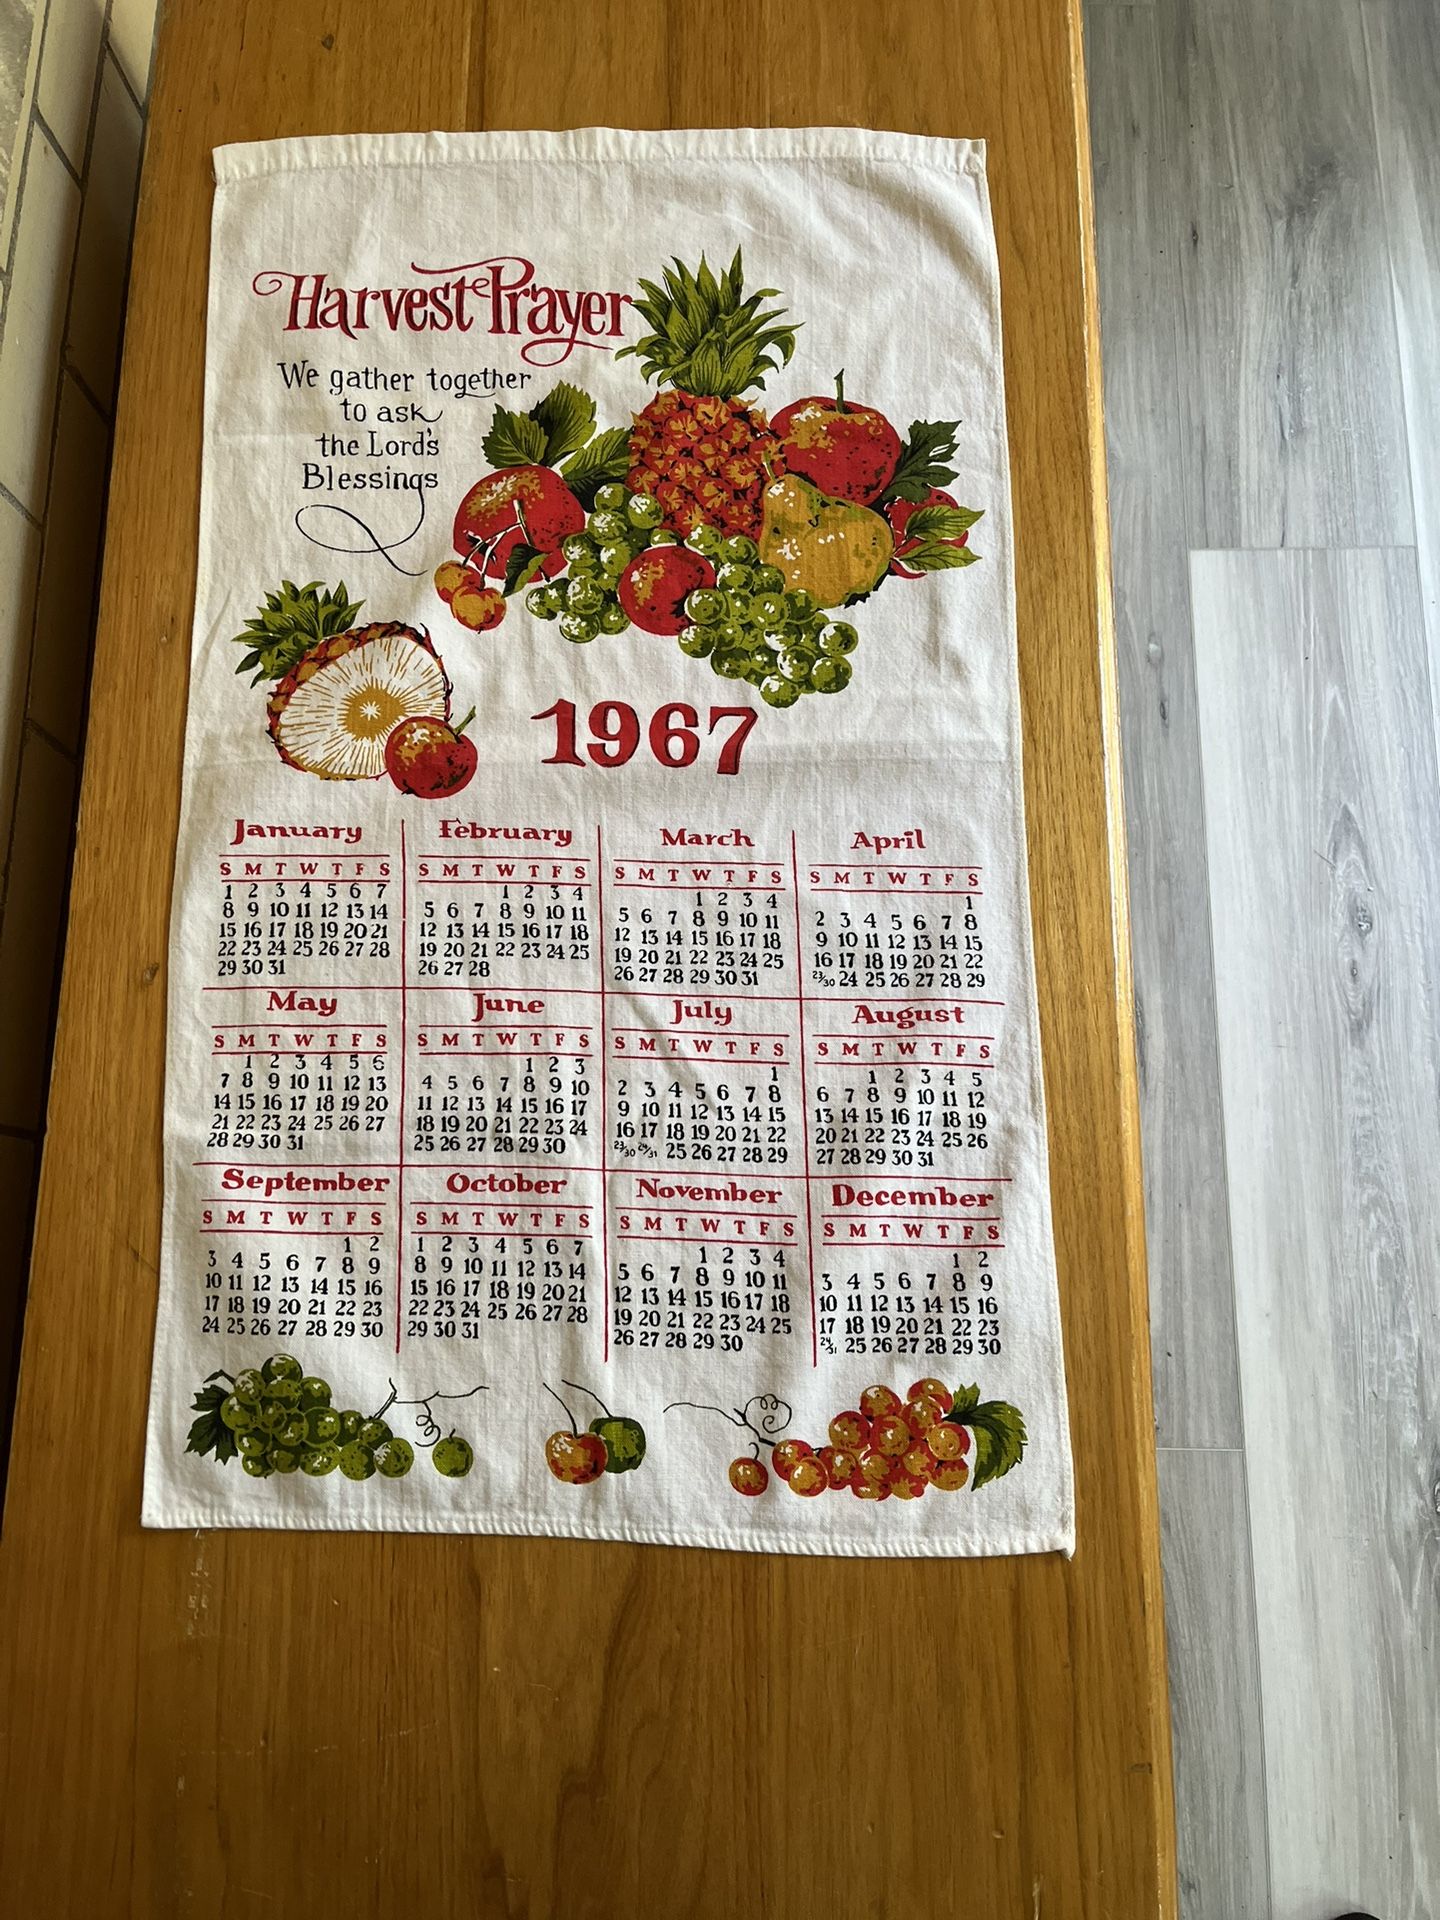 Harvest Prayer
We gather together
to ask
the Lord's
Blessings
1967
January
S M T W T F S
1 2 3 4 5 6 7
8 9 10 11 12 13 14
15 16 17 18 19 20 21
22 23 24 25 26 27 28
29 30 31
February
S M T W T F S
1 2 3 4
5 6 7 8 9 10 11
12 13 14 15 16 17 18
19 20 21 22 23 24 25
26 27 28
March
S M T W T F S
1 2 3 4
5 6 7 8 9 10 11
12 13 14 15 16 17 18
19 20 21 22 23 24 25
26 27 28 29 30 31
April
S M T W T F S
1
2 3 4 5 6 7 8
9 10 11 12 13 14 15
16 17 18 19 20 21 22
23/30 24 25 26 27 28 29
May
S M T W T F S
1 2 3 4 5 6
7 8 9 10 11 12 13
14 15 16 17 18 19 20
21 22 23 24 25 26 27
28 29 30 31
June
S M T W T F S
1 2 3
4 5 6 7 8 9 10
11 12 13 14 15 16 17
18 19 20 21 22 23 24
25 26 27 28 29 30
July
S M T W T F S
1
2 3 4 5 6 7 8
9 10 11 12 13 14 15
16 17 18 19 20 21 22
23/30 24/31 25 26 27 28 29
August
S M T W T F S
1 2 3 4 5
6 7 8 9 10 11 12
13 14 15 16 17 18 19
20 21 22 23 24 25 26
27 28 29 30 31
September
S M T W T F S
1 2
3 4 5 6 7 8 9
10 11 12 13 14 15 16
17 18 19 20 21 22 23
24 25 26 27 28 29 30
October
S M T W T F S
1 2 3 4 5 6 7
8 9 10 11 12 13 14
15 16 17 18 19 20 21
22 23 24 25 26 27 28
29 30 31
November
S M T W T F S
1 2 3 4
5 6 7 8 9 10 11
12 13 14 15 16 17 18
19 20 21 22 23 24 25
26 27 28 29 30
December
S M T W T F S
1 2
3 4 5 6 7 8 9
10 11 12 13 14 15 16
17 18 19 20 21 22 23
24/31 25 26 27 28 29 30